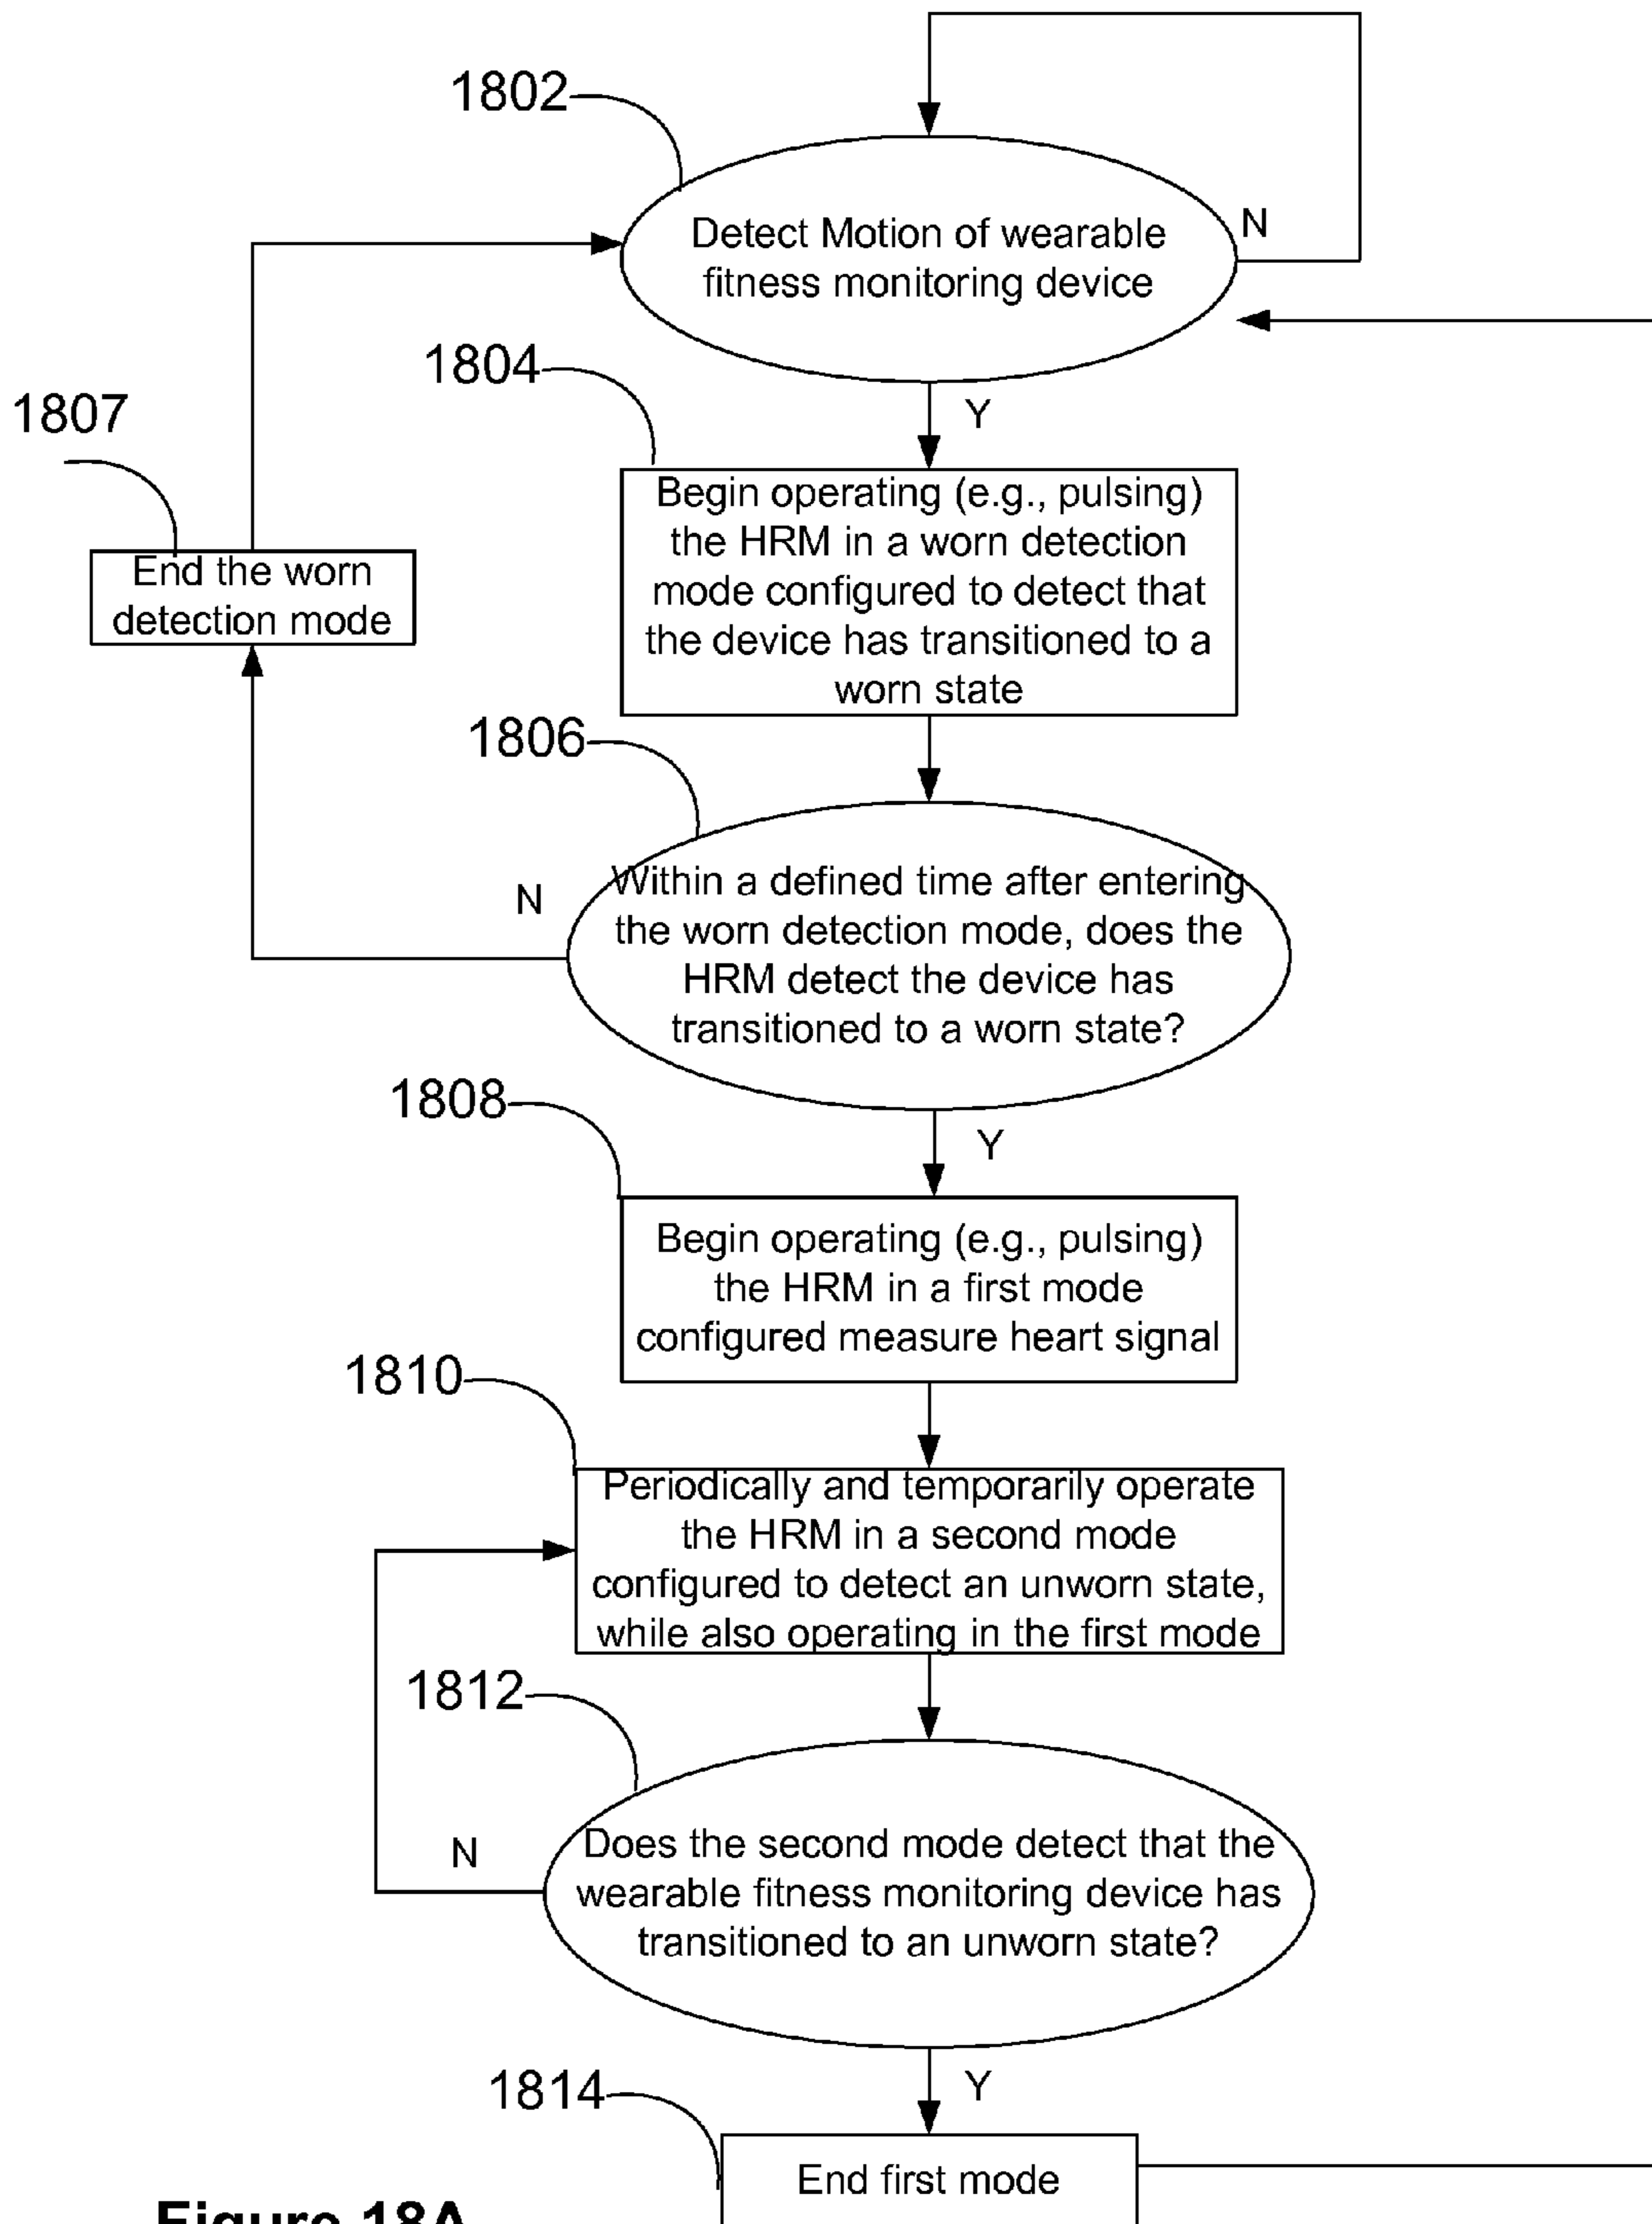 1802
Detect Motion of wearable
fitness monitoring device
N
1804
Y
1807
End the worn
detection mode
Begin operating (e.g., pulsing)
the HRM in a worn detection
mode configured to detect that
the device has transitioned to a
worn state
1806
N
Within a defined time after entering
the worn detection mode, does the
HRM detect the device has
transitioned to a worn state?
1808
Y
Begin operating (e.g., pulsing)
the HRM in a first mode
configured measure heart signal
1810
Periodically and temporarily operate
the HRM in a second mode
configured to detect an unworn state,
while also operating in the first mode
1812
N
Does the second mode detect that the
wearable fitness monitoring device has
transitioned to an unworn state?
Y
1814
End first mode
Figure 18A